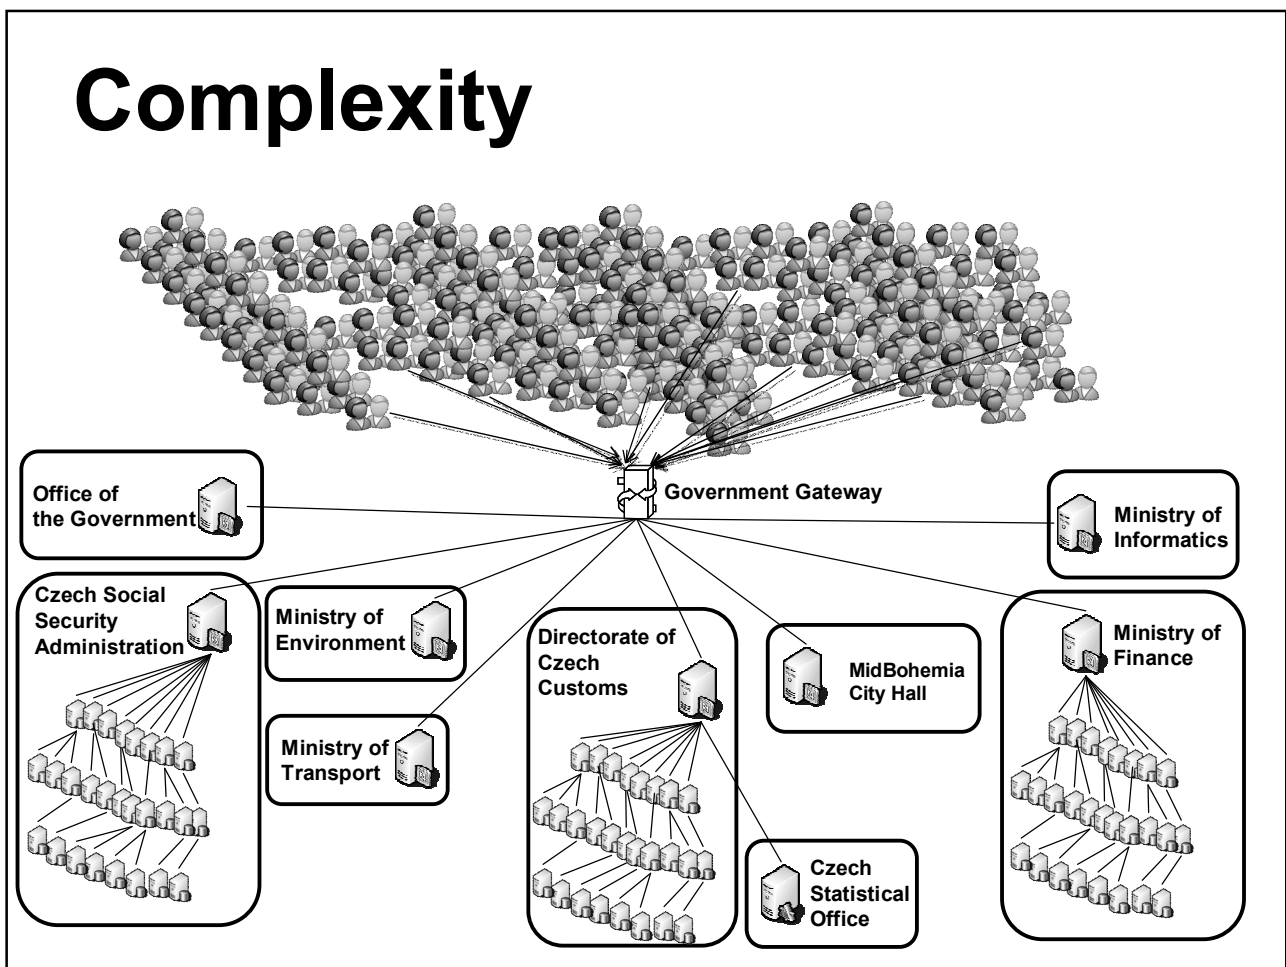 Complexity
Government Gateway
Office of
the Government
Ministry of
Informatics
Czech Social
Security
Administration
Ministry of
Environment
Directorate of
Czech
Customs
MidBohemia
City Hall
Ministry of
Finance
Ministry of
Transport
Czech
Statistical
Office